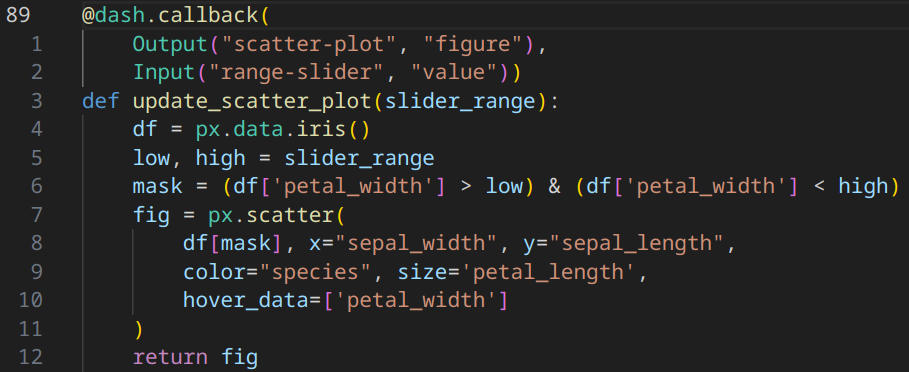 89 @dash.callback(
1 Output("scatter-plot", "figure"),
2 Input("range-slider", "value"))
3 def update_scatter_plot(slider_range):
4 df = px.data.iris()
5 low, high = slider_range
6 mask = (df['petal_width'] > low) & (df['petal_width'] < high)
7 fig = px.scatter(
8 df[mask], x="sepal_width", y="sepal_length",
9 color="species", size='petal_length',
10 hover_data=['petal_width']
11 )
12 return fig